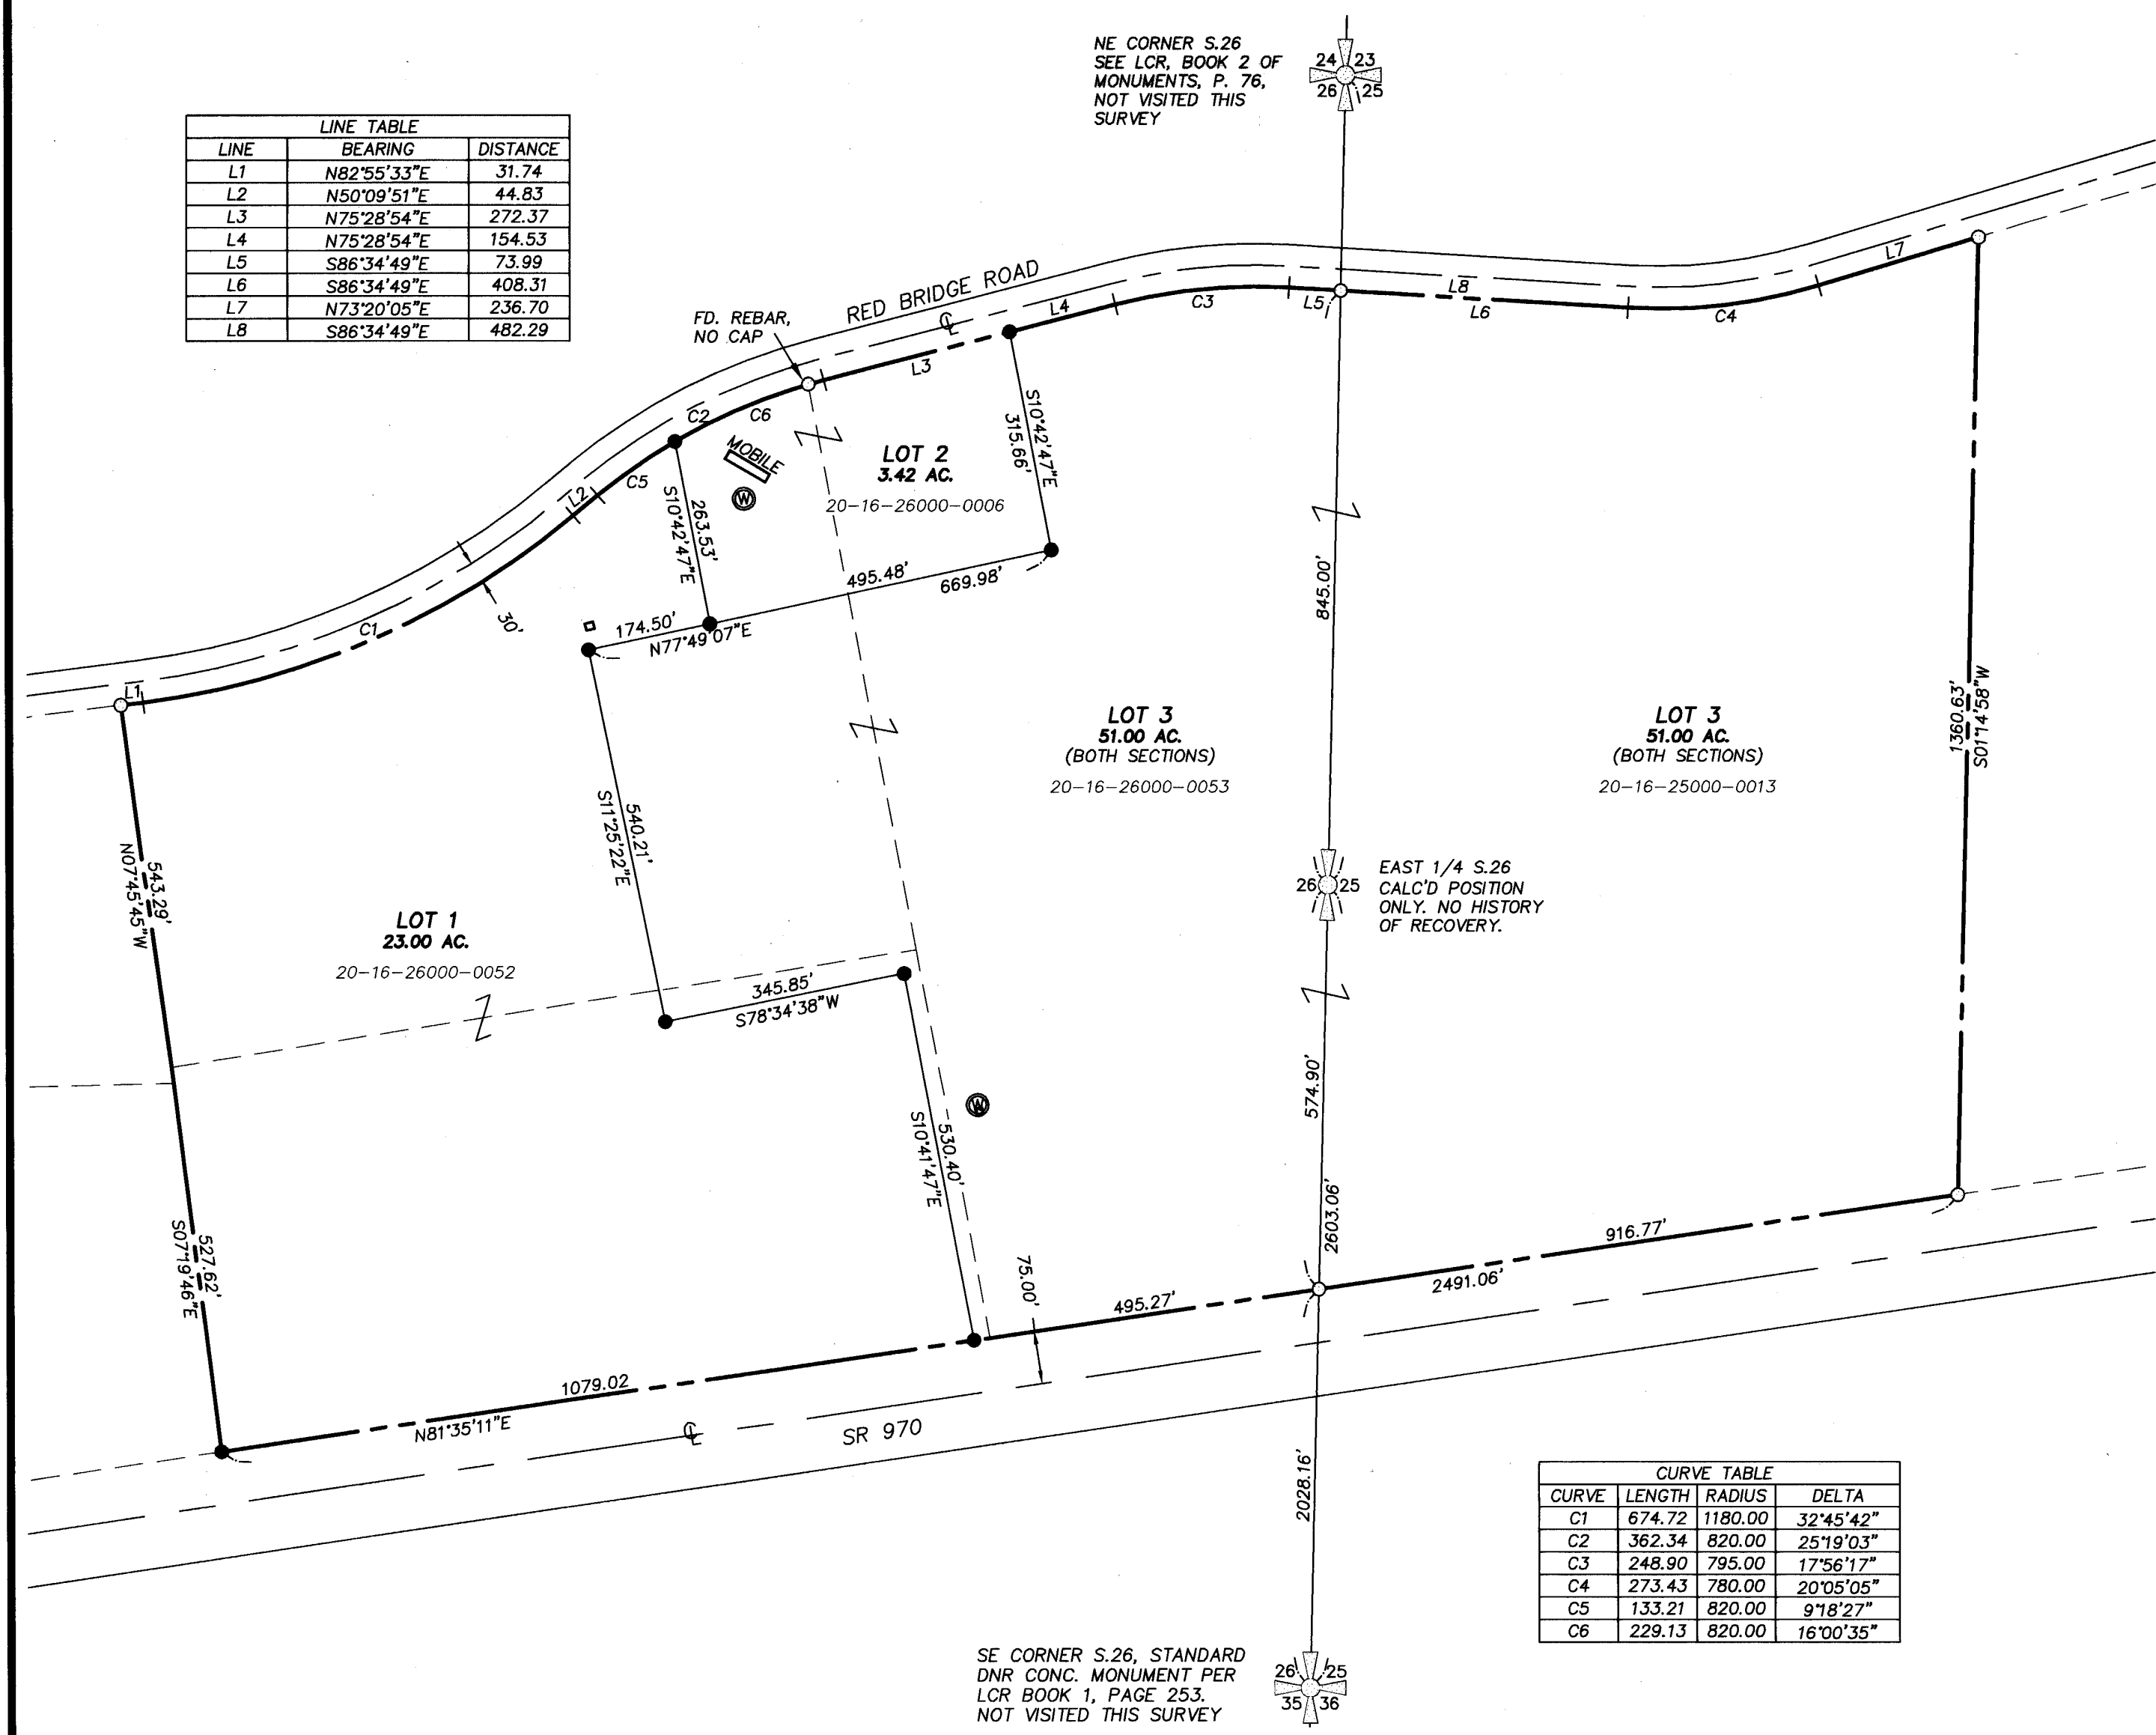 NE CORNER S.26
SEE LCR, BOOK 2 OF
MONUMENTS, P. 76,
NOT VISITED THIS
SURVEY
24 23
26 25
LINE TABLE
LINE BEARING DISTANCE
L1 N82°55'33"E 31.74
L2 N50°09'51"E 44.83
L3 N75°28'54"E 272.37
L4 N75°28'54"E 154.53
L5 S86°34'49"E 73.99
L6 S86°34'49"E 408.31
L7 N73°20'05"E 236.70
L8 S86°34'49"E 482.29
RED BRIDGE ROAD
FD. REBAR,
NO CAP
L7
L8
L6
L5
C4
C3
L4
L3
C2
C6
C5
L2
C1
L1
30'
MOBILE
W
LOT 2
3.42 AC.
20-16-26000-0006
S10°42'47"E
315.66'
263.53'
S10°42'47"E
495.48'
669.98'
174.50'
N77°49'07"E
845.00'
LOT 3
51.00 AC.
(BOTH SECTIONS)
20-16-26000-0053
LOT 3
51.00 AC.
(BOTH SECTIONS)
20-16-25000-0013
1360.63'
S01°14'58"W
540.21'
S11°25'22"E
543.29'
N07°45'45"W
LOT 1
23.00 AC.
20-16-26000-0052
26 25
EAST 1/4 S.26
CALC'D POSITION
ONLY. NO HISTORY
OF RECOVERY.
345.85'
S78°34'38"W
W
530.40'
S10°41'47"E
574.90'
2603.06'
527.62'
S07°19'46"E
75.00'
916.77'
2491.06'
495.27'
1079.02
N81°35'11"E
SR 970
2028.16'
CURVE TABLE
CURVE LENGTH RADIUS DELTA
C1 674.72 1180.00 32°45'42"
C2 362.34 820.00 25°19'03"
C3 248.90 795.00 17°56'17"
C4 273.43 780.00 20°05'05"
C5 133.21 820.00 9°18'27"
C6 229.13 820.00 16°00'35"
SE CORNER S.26, STANDARD
DNR CONC. MONUMENT PER
LCR BOOK 1, PAGE 253.
NOT VISITED THIS SURVEY
26 25
35 36